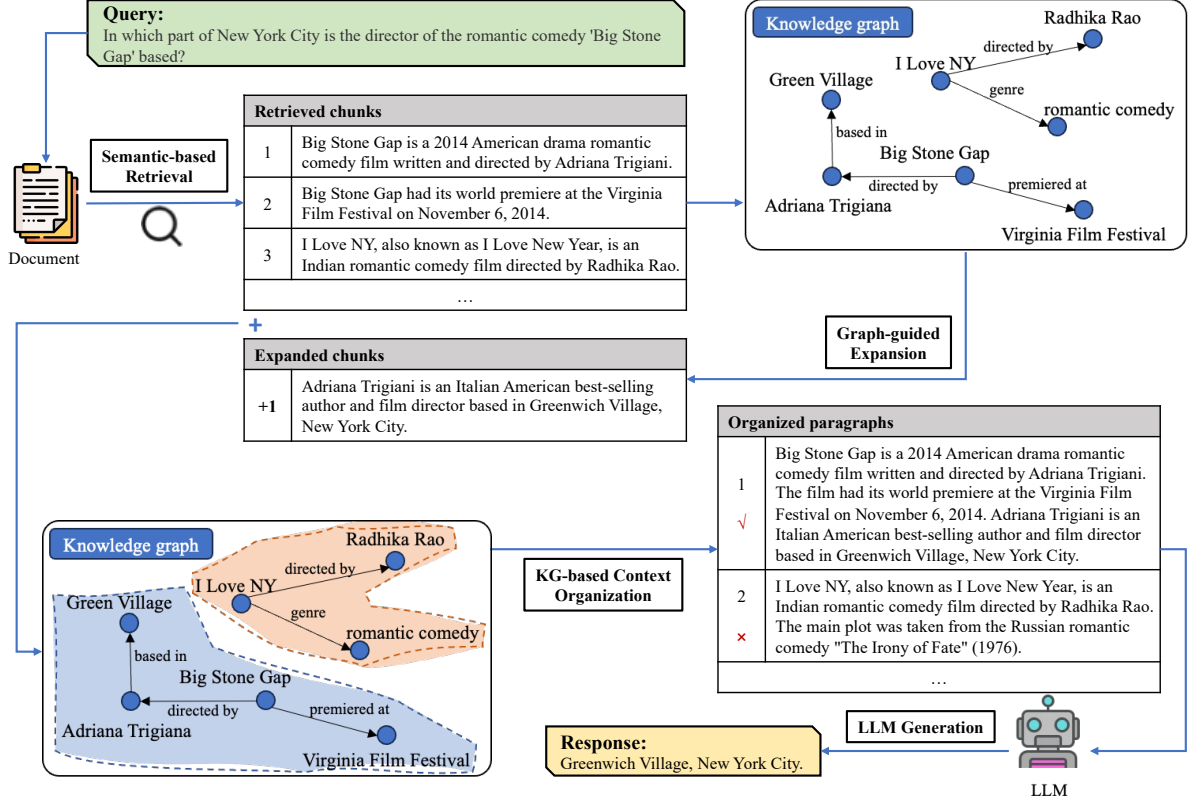 Query:
In which part of New York City is the director of the romantic comedy 'Big Stone
Gap' based?
Document
Semantic-based
Retrieval
Retrieved chunks
1
Big Stone Gap is a 2014 American drama romantic
comedy film written and directed by Adriana Trigiani.
2
Big Stone Gap had its world premiere at the Virginia
Film Festival on November 6, 2014.
3
I Love NY, also known as I Love New Year, is an
Indian romantic comedy film directed by Radhika Rao.
...
Knowledge graph
Radhika Rao
directed by
I Love NY
Green Village
genre
romantic comedy
based in
Big Stone Gap
directed by
premiered at
Adriana Trigiana
Virginia Film Festival
Graph-guided
Expansion
+
Expanded chunks
+1
Adriana Trigiani is an Italian American best-selling
author and film director based in Greenwich Village,
New York City.
Knowledge graph
Radhika Rao
directed by
I Love NY
Green Village
genre
romantic comedy
based in
Big Stone Gap
directed by
premiered at
Adriana Trigiana
Virginia Film Festival
KG-based Context
Organization
Organized paragraphs
1
√
Big Stone Gap is a 2014 American drama romantic
comedy film written and directed by Adriana Trigiani.
The film had its world premiere at the Virginia Film
Festival on November 6, 2014. Adriana Trigiani is an
Italian American best-selling author and film director
based in Greenwich Village, New York City.
2
×
I Love NY, also known as I Love New Year, is an
Indian romantic comedy film directed by Radhika Rao.
The main plot was taken from the Russian romantic
comedy "The Irony of Fate" (1976).
...
LLM Generation
LLM
Response:
Greenwich Village, New York City.